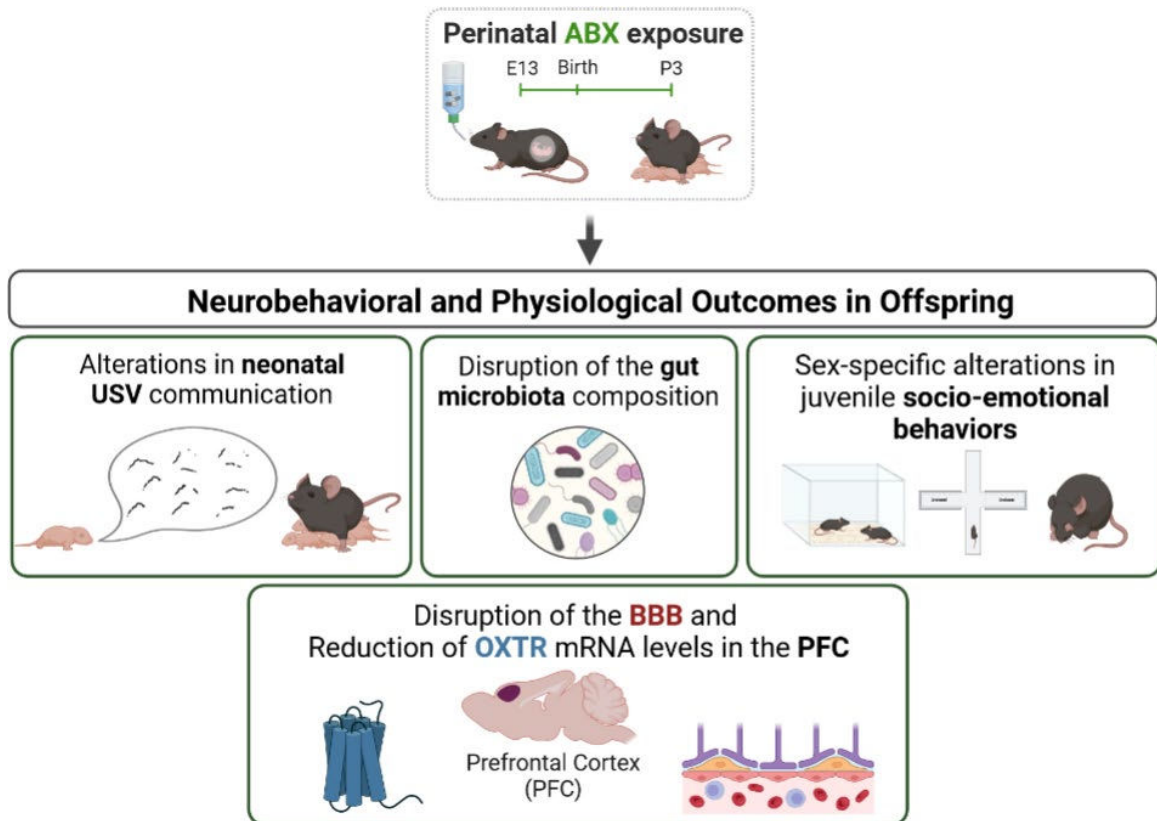 Perinatal ABX exposure
E13 Birth P3
Neurobehavioral and Physiological Outcomes in Offspring
Alterations in neonatal
USV communication
Disruption of the gut
microbiota composition
Sex-specific alterations in
juvenile socio-emotional
behaviors
Disruption of the BBB and
Reduction of OXTR mRNA levels in the PFC
Prefrontal Cortex
(PFC)